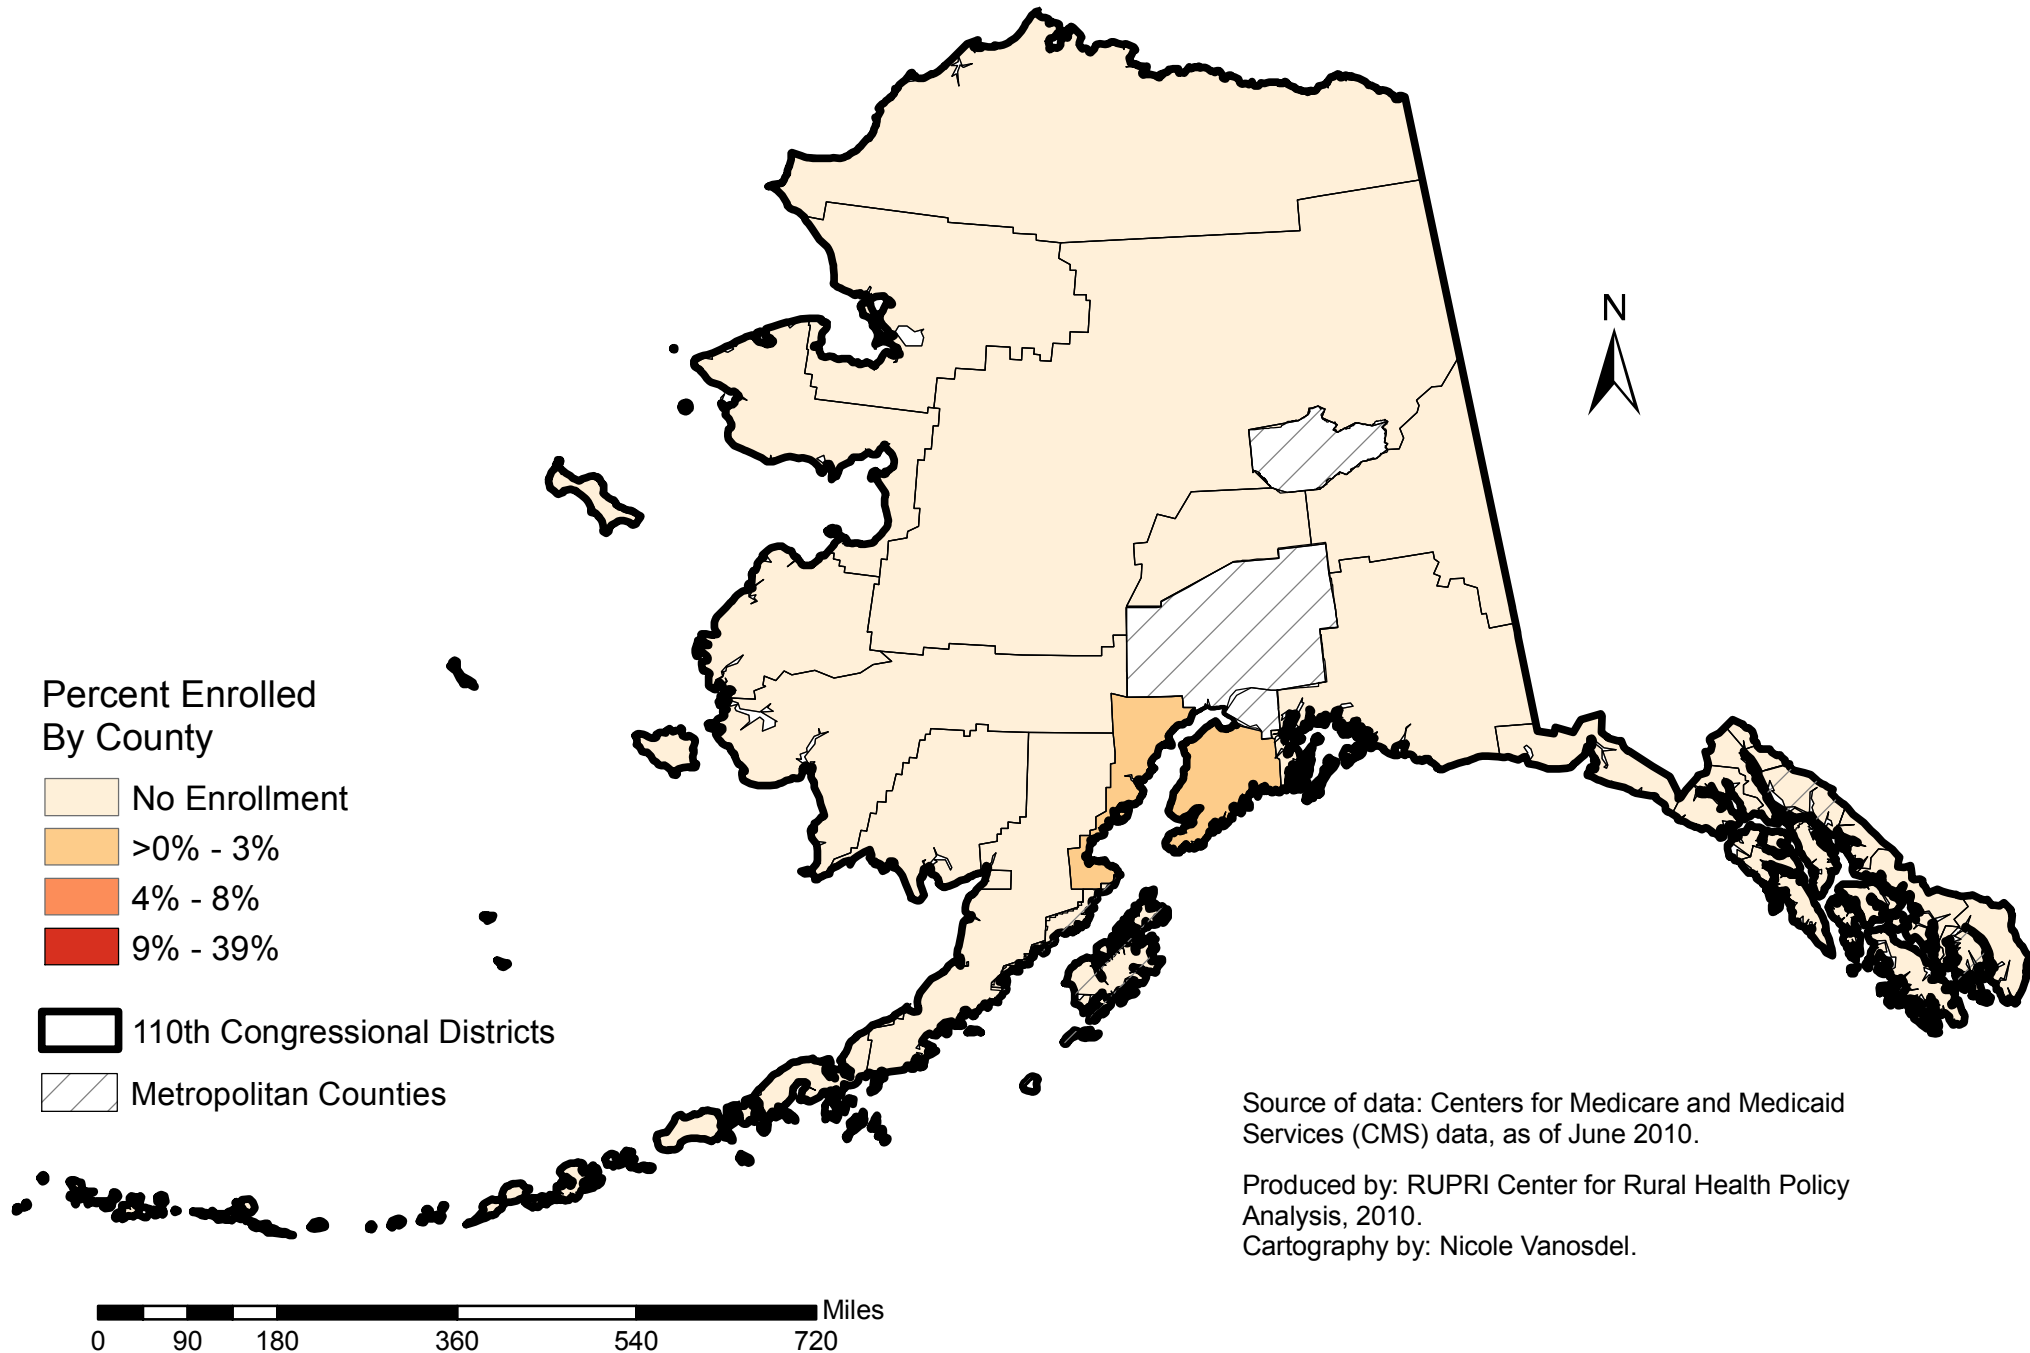 N
Percent Enrolled
By County
No Enrollment
>0% - 3%
4% - 8%
9% - 39%
110th Congressional Districts
Metropolitan Counties
Source of data: Centers for Medicare and Medicaid
Services (CMS) data, as of June 2010.
Produced by: RUPRI Center for Rural Health Policy
Analysis, 2010.
Cartography by: Nicole Vanosdel.
Miles
0 90 180 360 540 720